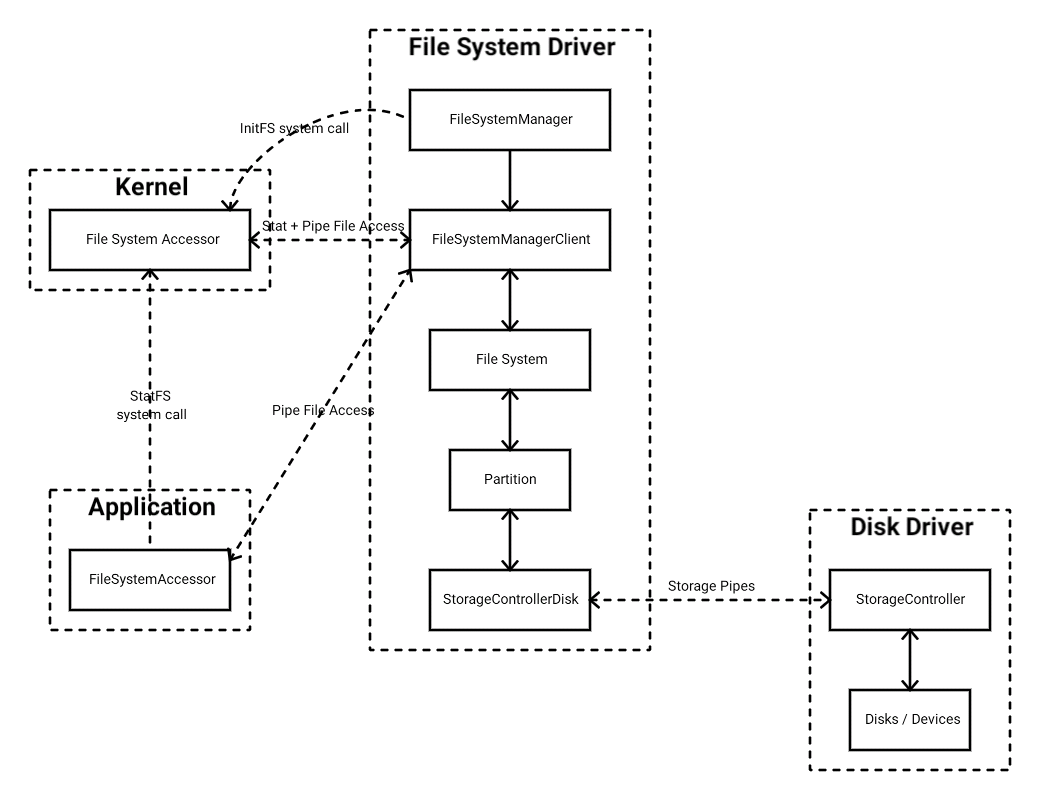 File System Driver
FileSystemManager
InitFS system call
Kernel
File System Accessor
Stat + Pipe File Access
FileSystemManagerClient
File System
StatFS
system call
Pipe File Access
Partition
Application
FileSystemAccessor
StorageControllerDisk
Storage Pipes
Disk Driver
StorageController
Disks / Devices